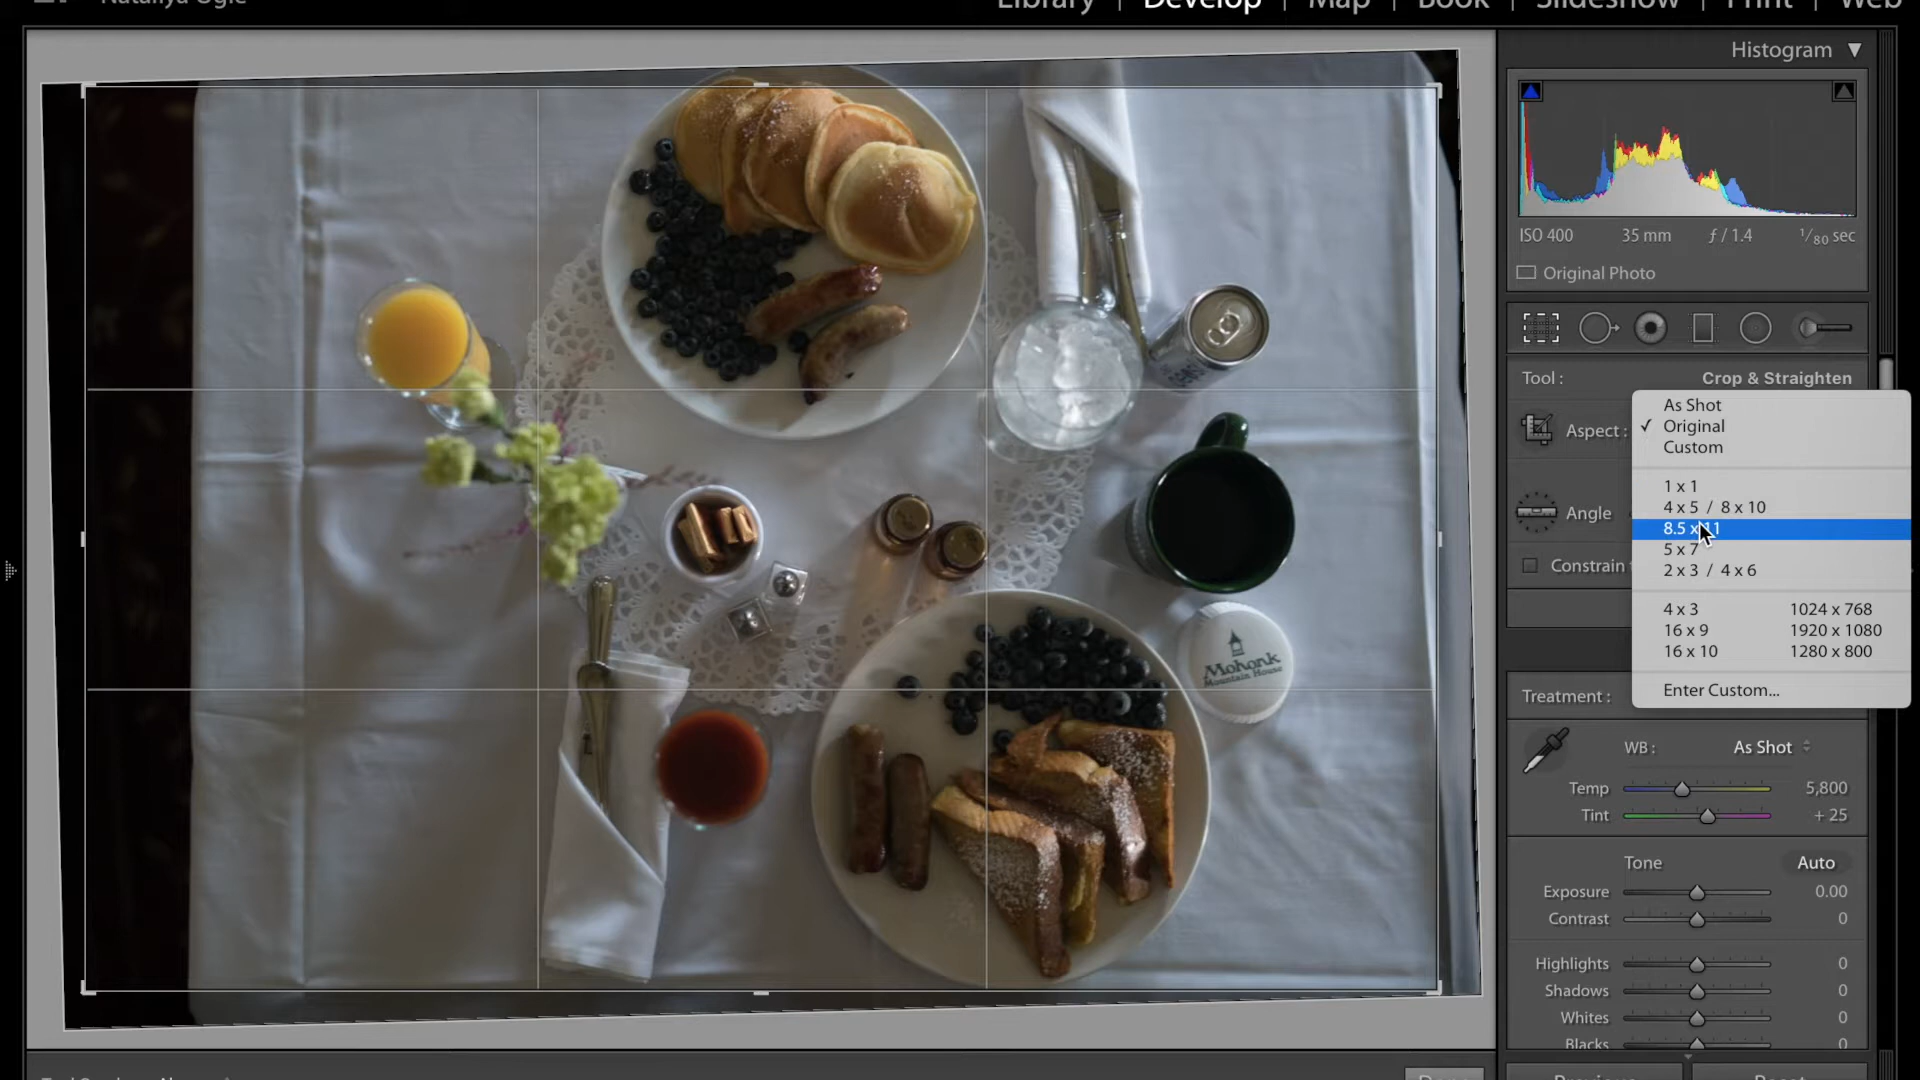 Nataliya Ogle
Library | Develop | Map | Book | Slideshow | Print | Web
Histogram
ISO 400 35 mm ƒ / 1.4 1/80 sec
Original Photo
Tool : Crop & Straighten
Aspect :
As Shot
✓ Original
Custom
1 x 1
4 x 5 / 8 x 10
8.5 x 11
5 x 7
2 x 3 / 4 x 6
4 x 3 1024 x 768
16 x 9 1920 x 1080
16 x 10 1280 x 800
Enter Custom...
Angle
Constrain
Treatment :
WB : As Shot
Temp 5,800
Tint + 25
Tone Auto
Exposure 0.00
Contrast 0
Highlights 0
Shadows 0
Whites 0
Blacks
Mohonk
Mountain House